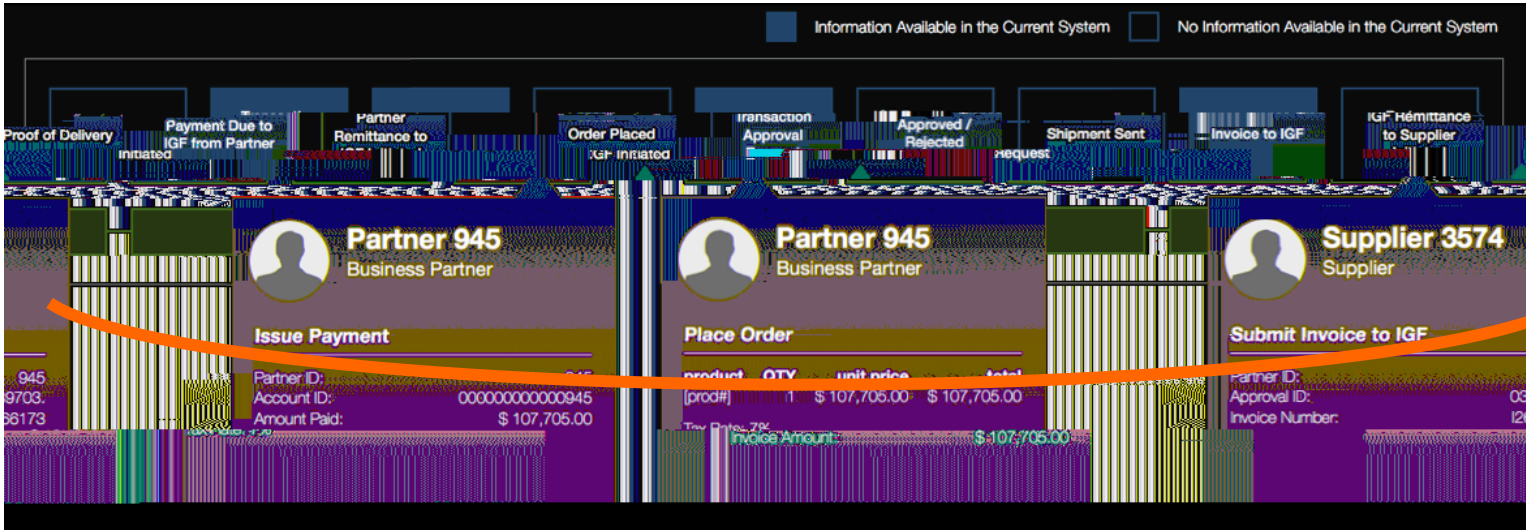 Information Available in the Current System
No Information Available in the Current System
Proof of Delivery
Payment Due to
IGF from Partner
Partner
Remittance to
Order Placed
Transaction
Approval
Approved /
Rejected
Shipment Sent
Invoice to IGF
IGF Remittance
to Supplier
Initiated
Initiated
Request
Partner 945
Business Partner
Issue Payment
Partner ID:
Account ID: 000000000000945
Amount Paid: $ 107,705.00
945
Partner 945
Business Partner
Place Order
product QTY unit price total
[prod#] 1 $ 107,705.00 $ 107,705.00
Tax Rate: 7%
Invoice Amount: $ 107,705.00
Supplier 3574
Supplier
Submit Invoice to IGF
Partner ID:
Approval ID:
Invoice Number: